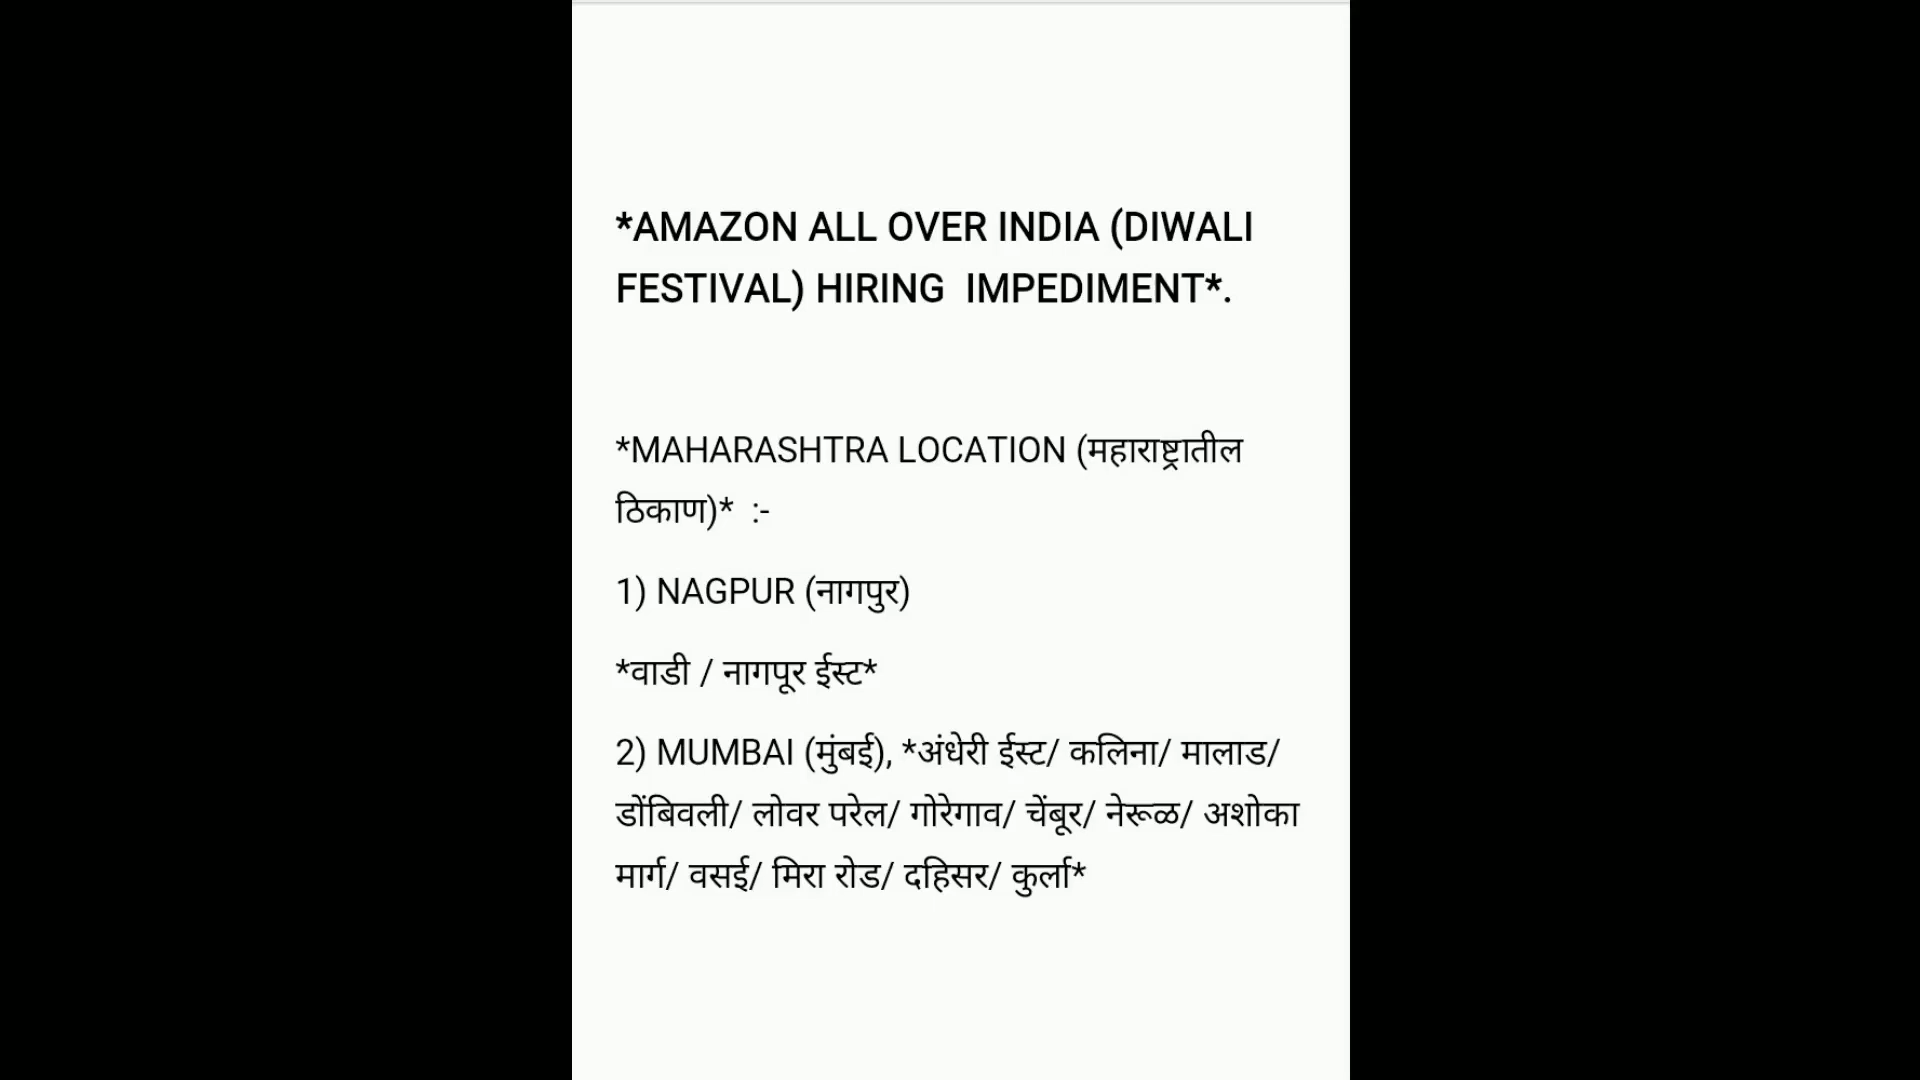 *AMAZON ALL OVER INDIA (DIWALI
FESTIVAL) HIRING  IMPEDIMENT*.
*MAHARASHTRA LOCATION (महाराष्ट्रातील
ठिकाण)*  :-
1) NAGPUR (नागपुर)
*वाडी / नागपूर ईस्ट*
2) MUMBAI (मुंबई), *अंधेरी ईस्ट/ कलिना/ मालाड/
डोंबिवली/ लोवर परेल/ गोरेगाव/ चेंबूर/ नेरूळ/ अशोका
मार्ग/ वसई/ मिरा रोड/ दहिसर/ कुर्ला*